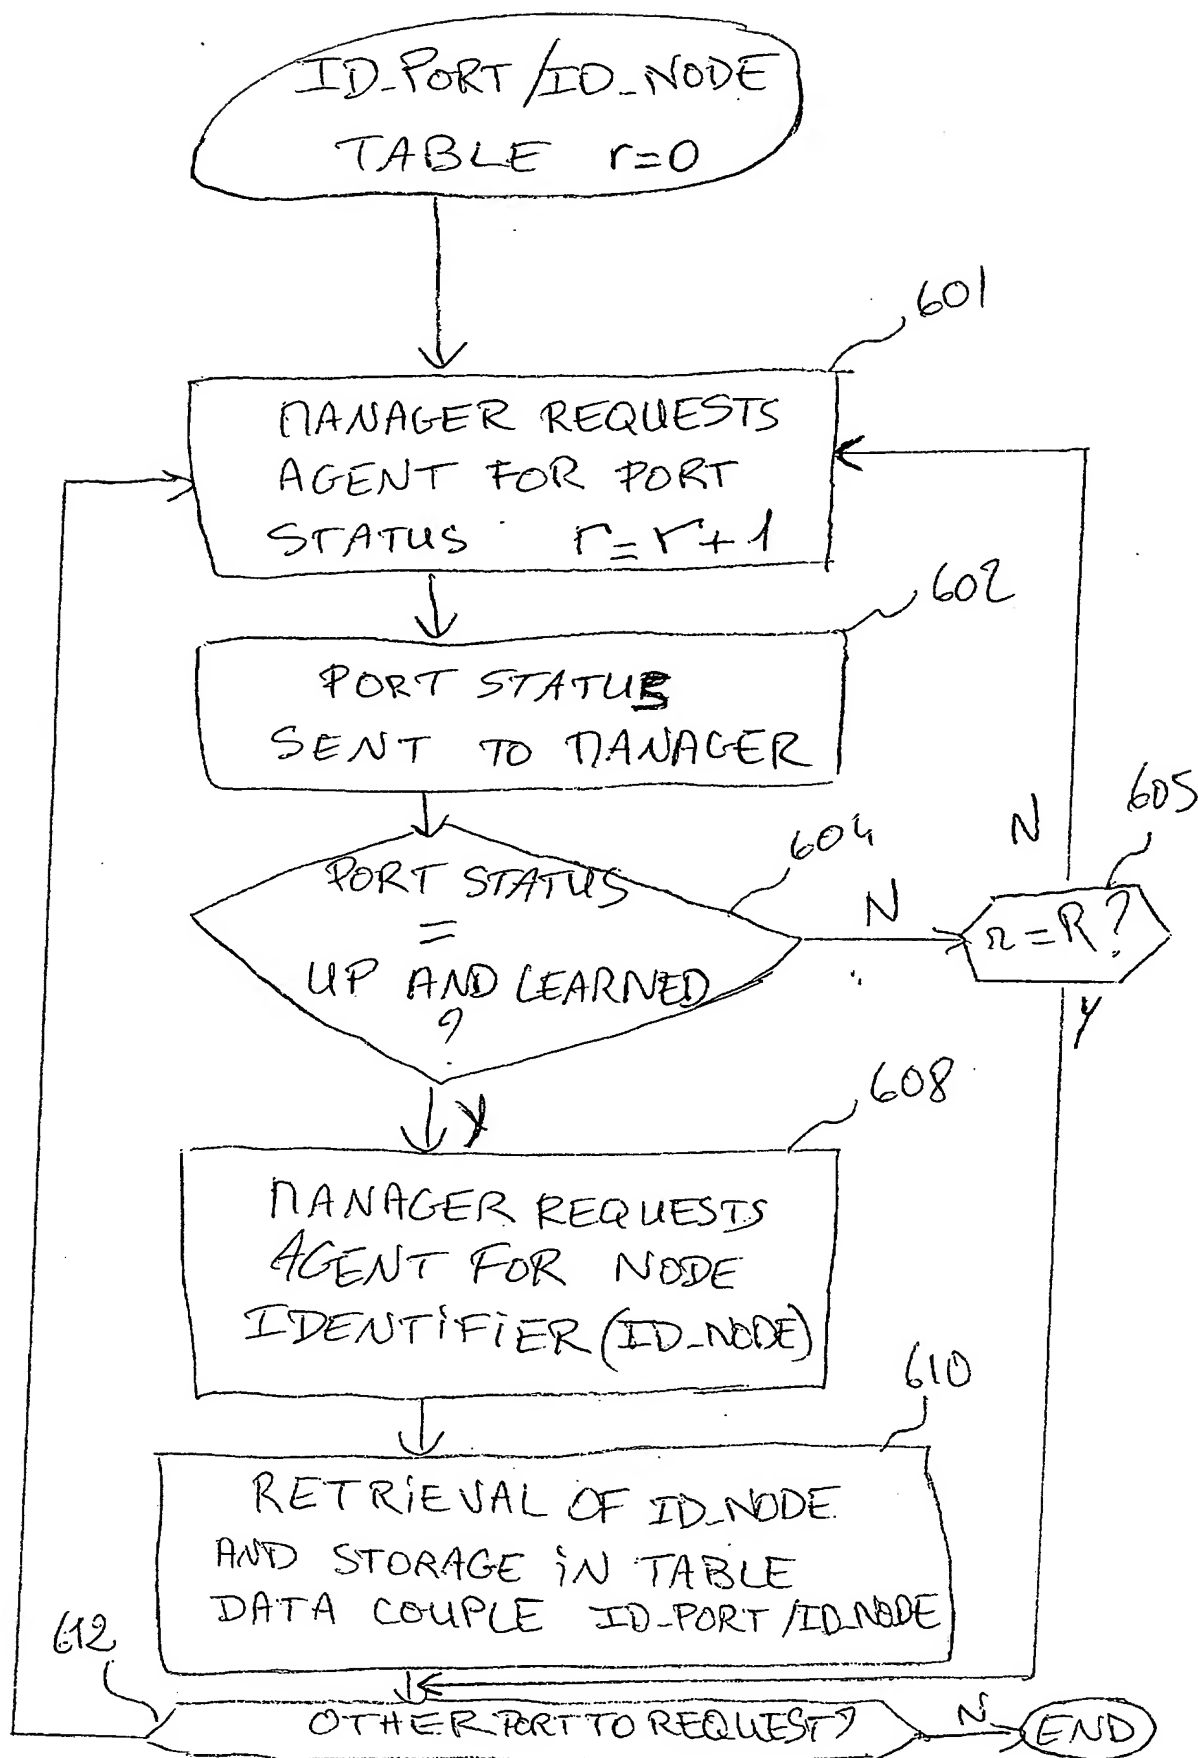 ID_PORT/ID_NODE
TABLE r=0
601
MANAGER REQUESTS
AGENT FOR PORT
STATUS r=r+1
602
PORT STATUS
SENT TO MANAGER
604
605
PORT STATUS
=
UP AND LEARNED
?
N
N
r=R?
Y
Y
608
MANAGER REQUESTS
AGENT FOR NODE
IDENTIFIER (ID_NODE)
610
RETRIEVAL OF ID_NODE
AND STORAGE IN TABLE
DATA COUPLE ID_PORT/ID_NODE
612
OTHER PORT TO REQUEST?
N
END